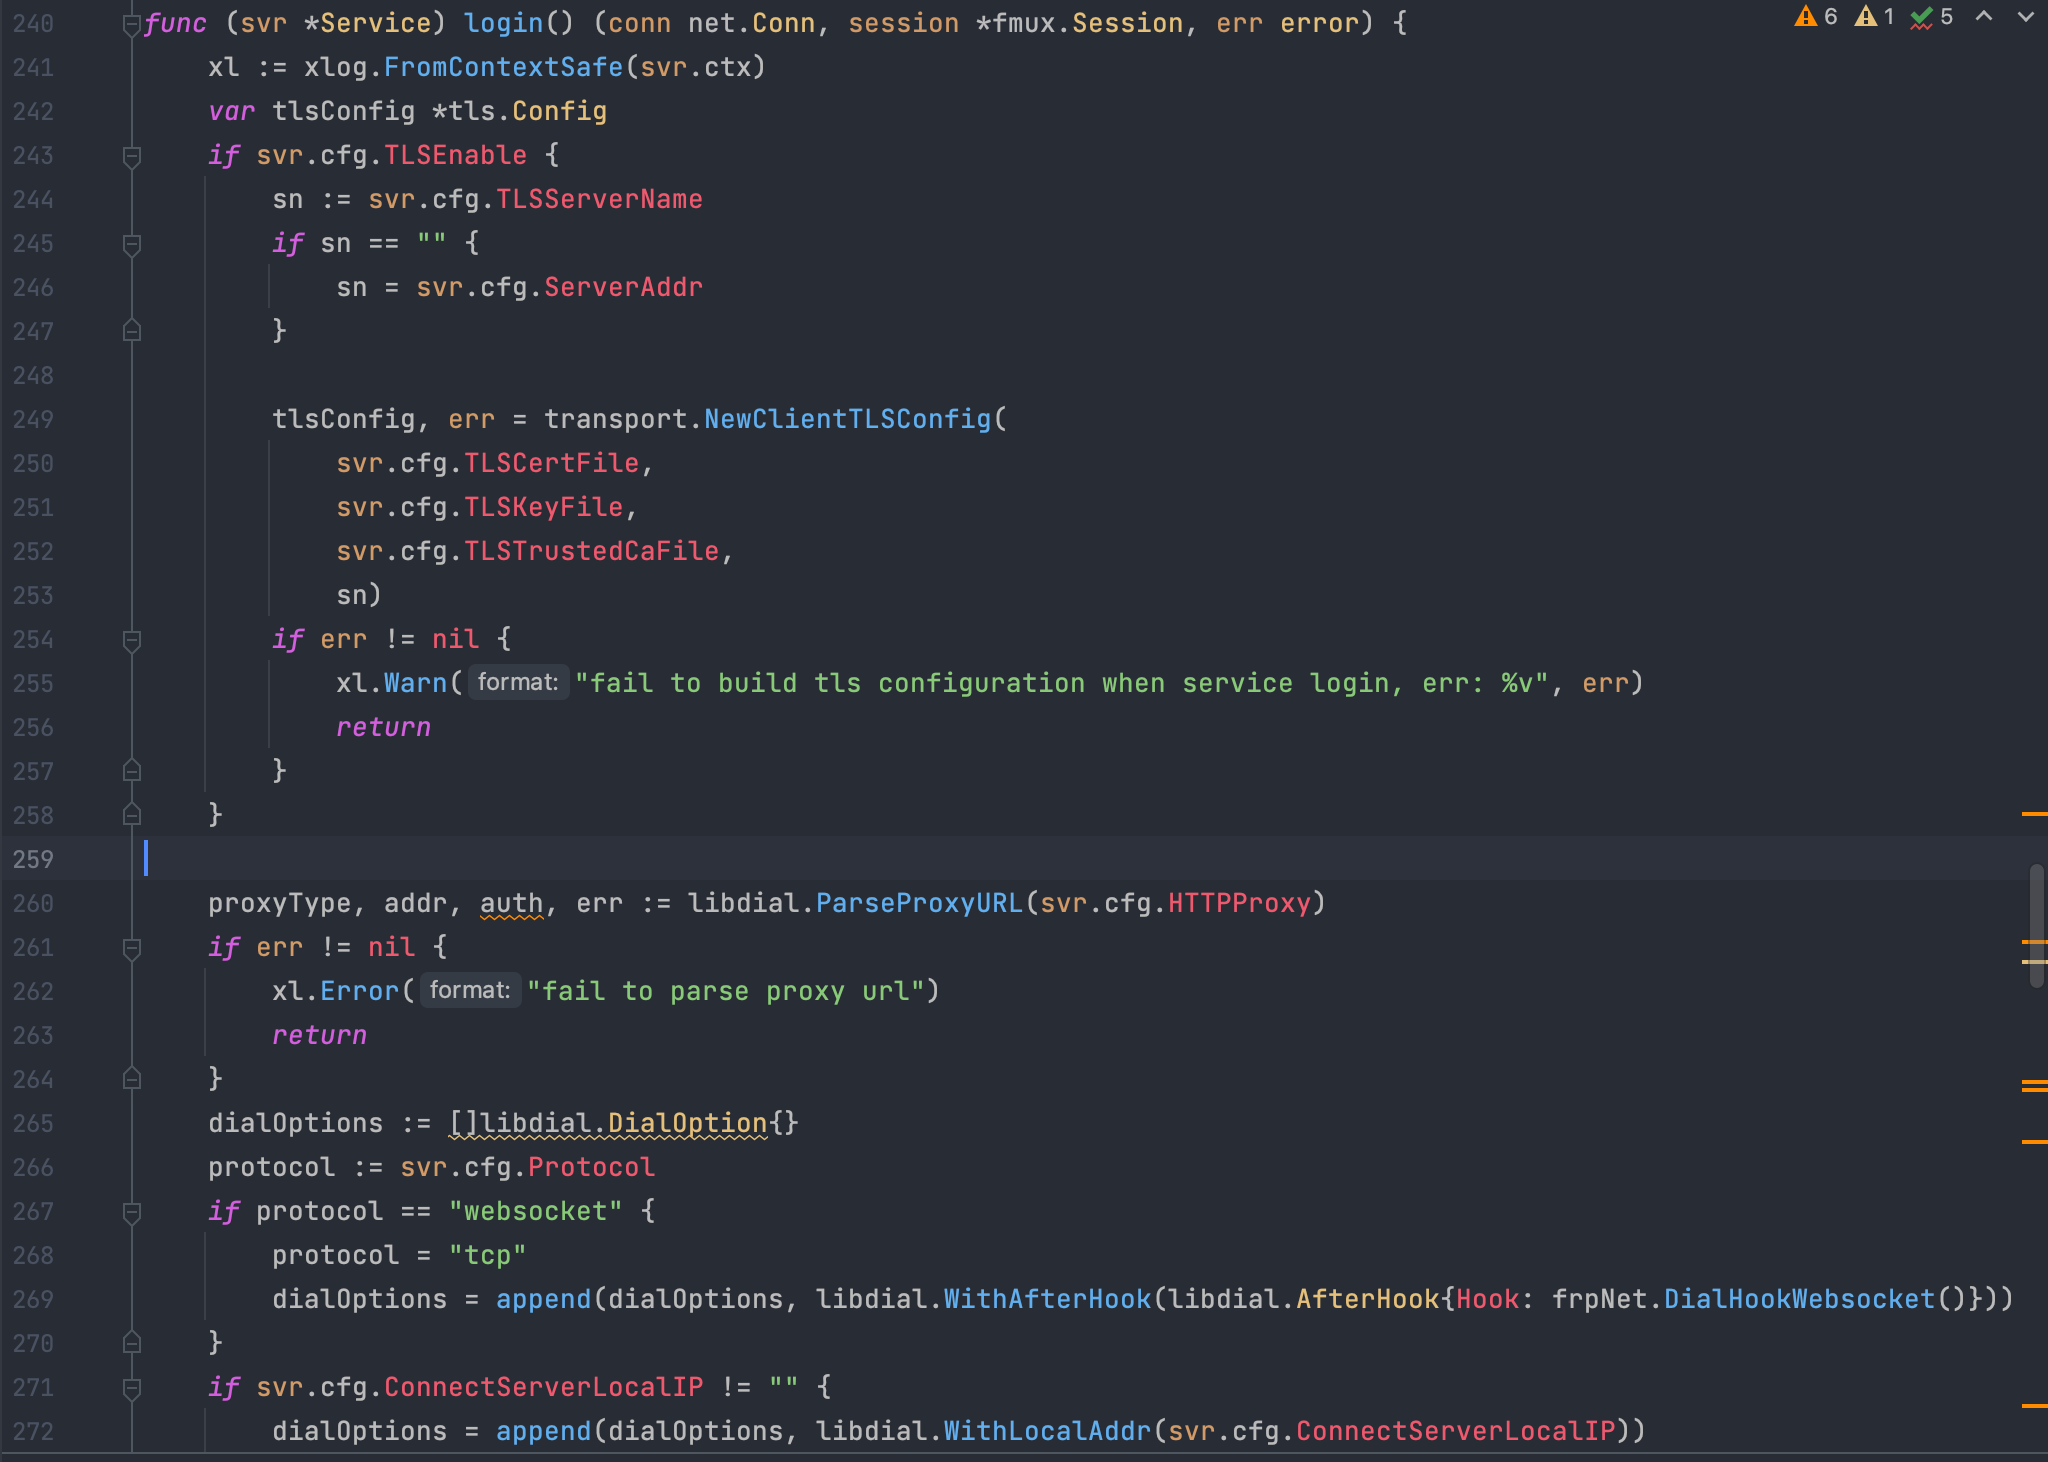 6 1 5
240 func (svr *Service) login() (conn net.Conn, session *fmux.Session, err error) {
241 xl := xlog.FromContextSafe(svr.ctx)
242 var tlsConfig *tls.Config
243 if svr.cfg.TLSEnable {
244 sn := svr.cfg.TLSServerName
245 if sn == "" {
246 sn = svr.cfg.ServerAddr
247 }
248
249 tlsConfig, err = transport.NewClientTLSConfig(
250 svr.cfg.TLSCertFile,
251 svr.cfg.TLSKeyFile,
252 svr.cfg.TLSTrustedCaFile,
253 sn)
254 if err != nil {
255 xl.Warn( format: "fail to build tls configuration when service login, err: %v", err)
256 return
257 }
258 }
259
260 proxyType, addr, auth, err := libdial.ParseProxyURL(svr.cfg.HTTPProxy)
261 if err != nil {
262 xl.Error( format: "fail to parse proxy url")
263 return
264 }
265 dialOptions := []libdial.DialOption{}
266 protocol := svr.cfg.Protocol
267 if protocol == "websocket" {
268 protocol = "tcp"
269 dialOptions = append(dialOptions, libdial.WithAfterHook(libdial.AfterHook{Hook: frpNet.DialHookWebsocket()}))
270 }
271 if svr.cfg.ConnectServerLocalIP != "" {
272 dialOptions = append(dialOptions, libdial.WithLocalAddr(svr.cfg.ConnectServerLocalIP))